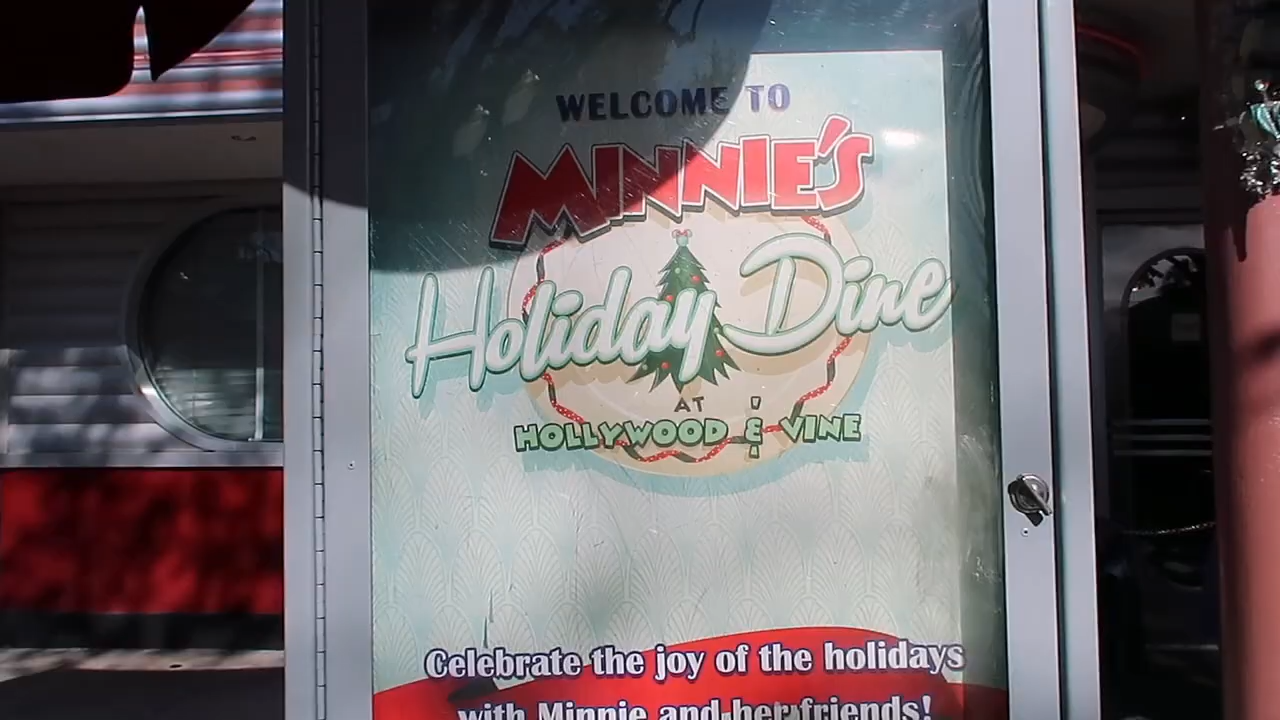 WELCOME TO
MINNIE'S
Holiday Dine
AT
HOLLYWOOD & VINE
Celebrate the joy of the holidays
with Minnie and her friends!